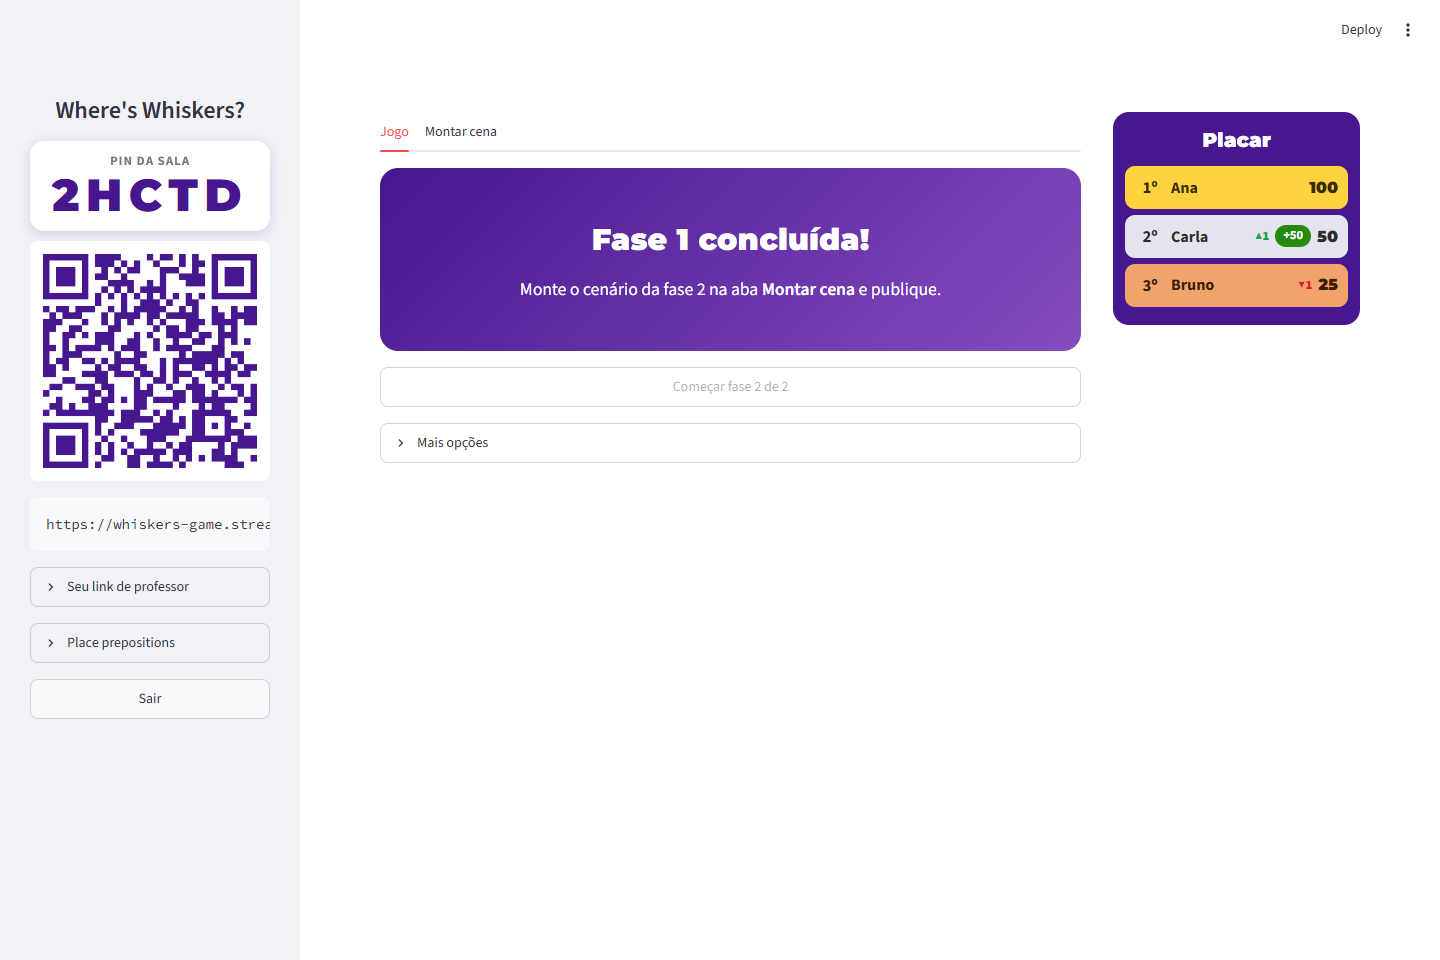 Deploy
Where's Whiskers?
PIN DA SALA
2HCTD
https://whiskers-game.strea
Seu link de professor
Place prepositions
Sair
Jogo
Montar cena
Fase 1 concluída!
Monte o cenário da fase 2 na aba Montar cena e publique.
Começar fase 2 de 2
Mais opções
Placar
1º Ana 100
2º Carla ▲1 +50 50
3º Bruno ▼1 25